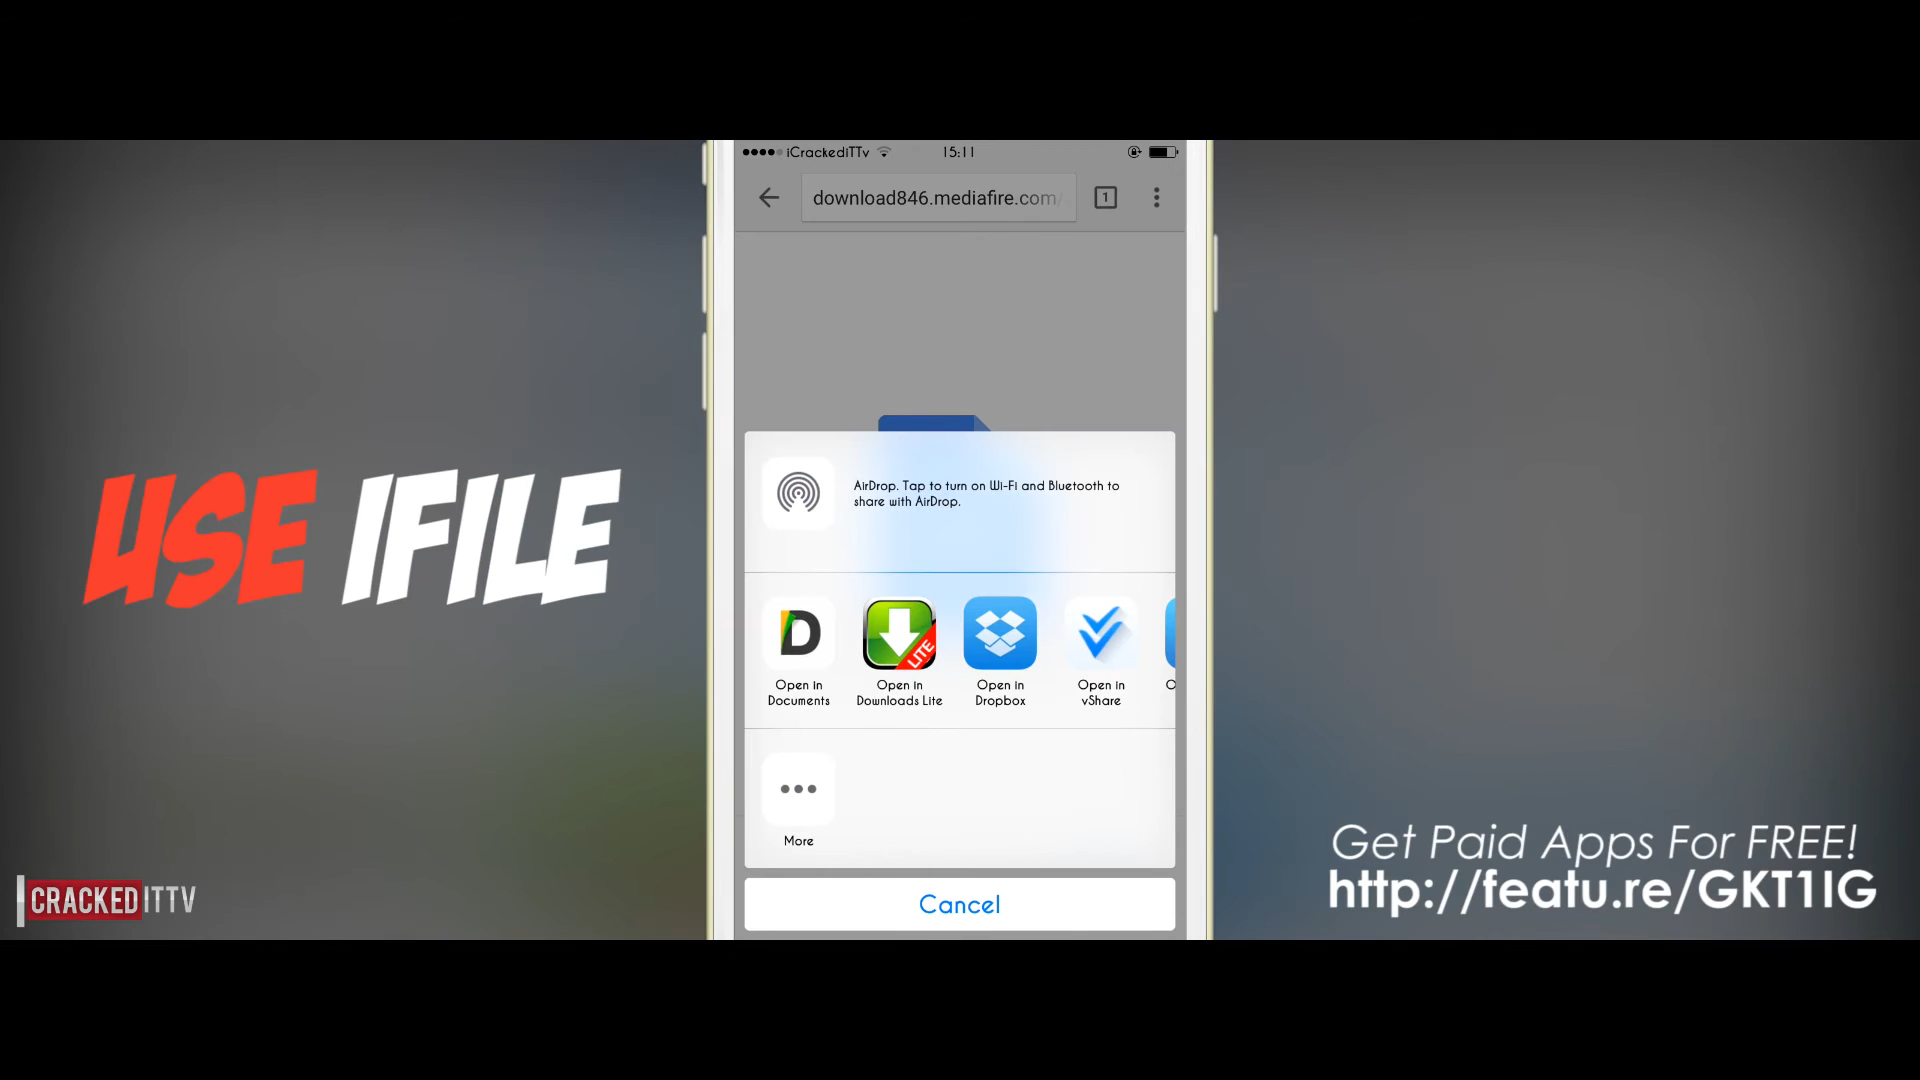 iCrackediTTv
15:11
download846.mediafire.com/
1
AirDrop. Tap to turn on Wi-Fi and Bluetooth to
share with AirDrop.
USE IFILE
D
LITE
Open in
Documents
Open in
Downloads Lite
Open in
Dropbox
Open in
vShare
O
More
Cancel
Get Paid Apps For FREE!
http://featu.re/GKT1IG
CRACKEDITTV